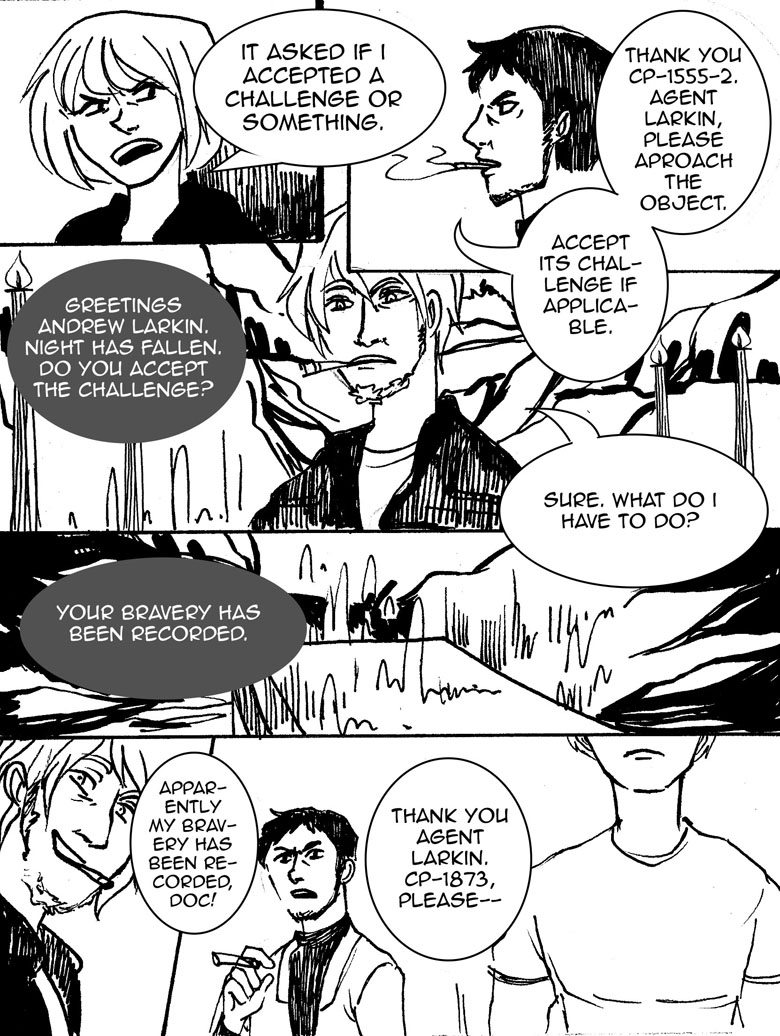 IT ASKED IF I
ACCEPTED A
CHALLENGE OR
SOMETHING.
THANK YOU
CP-1555-2.
AGENT
LARKIN,
PLEASE
APROACH
THE
OBJECT.
ACCEPT
ITS CHAL-
LENGE IF
APPLICA-
BLE.
GREETINGS
ANDREW LARKIN.
NIGHT HAS FALLEN.
DO YOU ACCEPT
THE CHALLENGE?
SURE. WHAT DO I
HAVE TO DO?
YOUR BRAVERY HAS
BEEN RECORDED.
APPAR-
ENTLY
MY BRAV-
ERY HAS
BEEN RE-
CORDED,
DOC!
THANK YOU
AGENT
LARKIN.
CP-1873,
PLEASE--